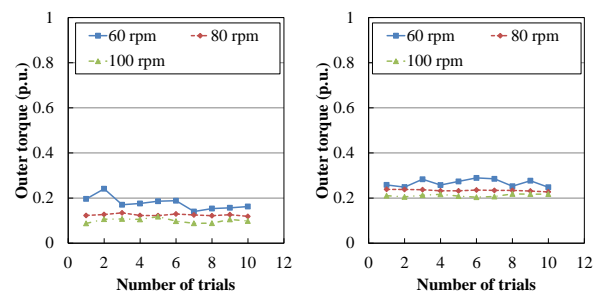 1
0.8
0.6
0.4
0.2
0
Outer torque (p.u.)
60 rpm
80 rpm
100 rpm
0 2 4 6 8 10 12
Number of trials
1
0.8
0.6
0.4
0.2
0
Outer torque (p.u.)
60 rpm
80 rpm
100 rpm
0 2 4 6 8 10 12
Number of trials